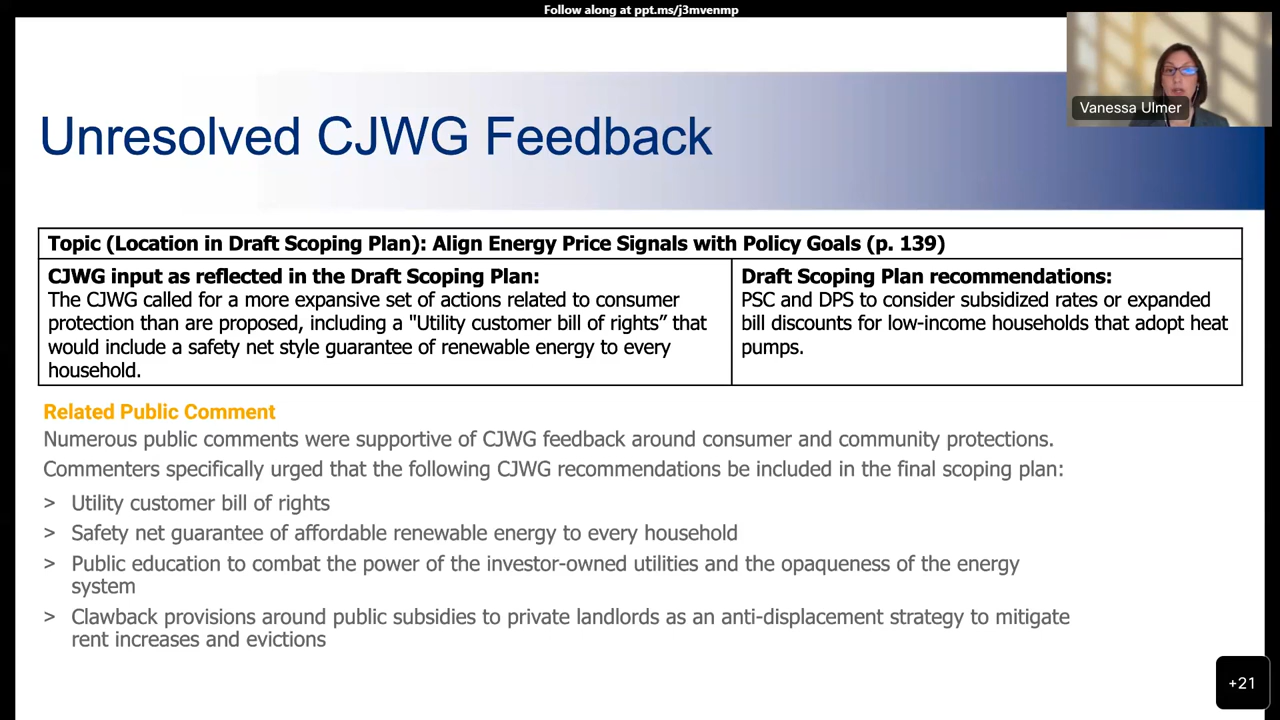 Follow along at ppt.ms/j3mvenmp
Vanessa Ulmer
Unresolved CJWG Feedback
Topic (Location in Draft Scoping Plan): Align Energy Price Signals with Policy Goals (p. 139)
CJWG input as reflected in the Draft Scoping Plan:
The CJWG called for a more expansive set of actions related to consumer
protection than are proposed, including a "Utility customer bill of rights” that
would include a safety net style guarantee of renewable energy to every
household.
Draft Scoping Plan recommendations:
PSC and DPS to consider subsidized rates or expanded
bill discounts for low-income households that adopt heat
pumps.
Related Public Comment
Numerous public comments were supportive of CJWG feedback around consumer and community protections.
Commenters specifically urged that the following CJWG recommendations be included in the final scoping plan:
> Utility customer bill of rights
> Safety net guarantee of affordable renewable energy to every household
> Public education to combat the power of the investor-owned utilities and the opaqueness of the energy
system
> Clawback provisions around public subsidies to private landlords as an anti-displacement strategy to mitigate
rent increases and evictions
+21